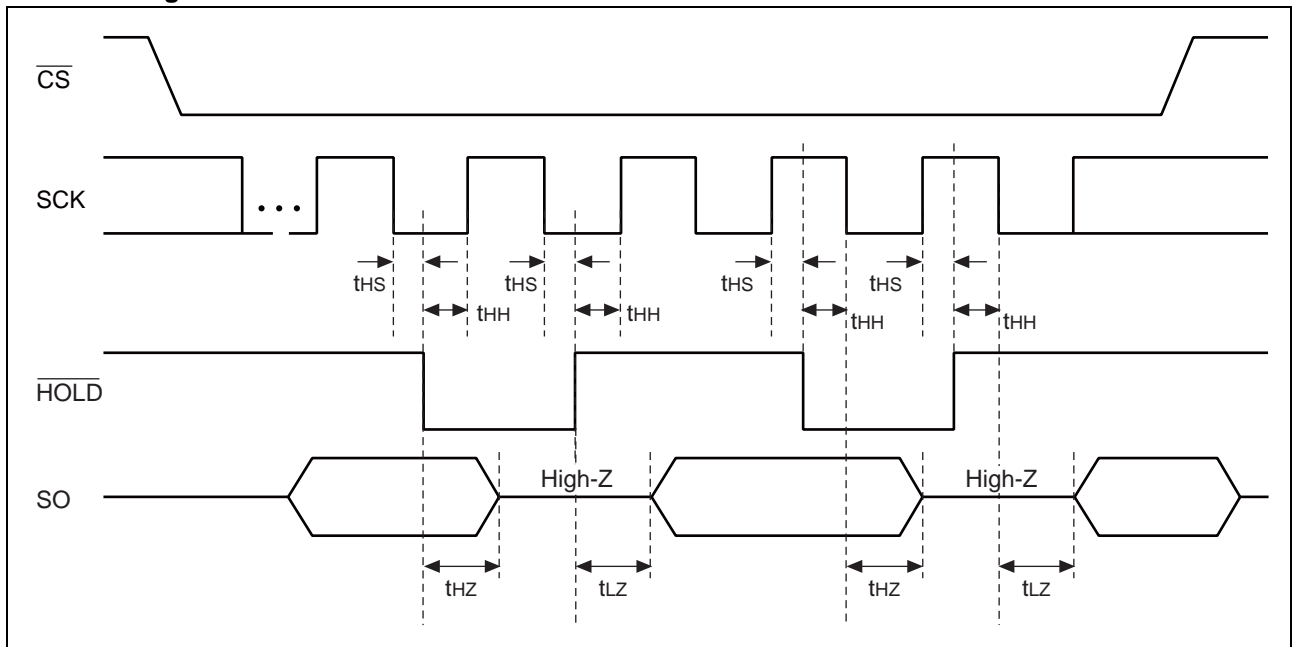 CS
SCK
...
tHS tHS tHS tHS
tHH tHH tHH tHH
HOLD
High-Z High-Z
SO
tHZ tLZ tHZ tLZ